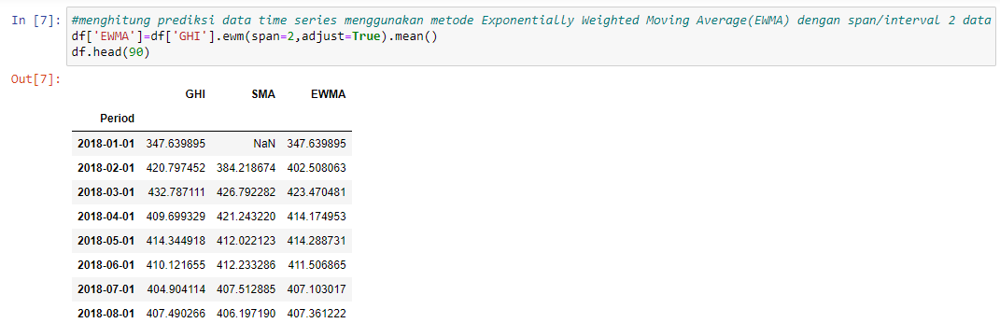 In [7]: #menghitung prediksi data time series menggunakan metode Exponentially Weighted Moving Average(EWMA) dengan span/interval 2 data
df['EWMA']=df['GHI'].ewm(span=2,adjust=True).mean()
df.head(90)
Out[7]:
GHI SMA EWMA
Period
2018-01-01 347.639895 NaN 347.639895
2018-02-01 420.797452 384.218674 402.508063
2018-03-01 432.787111 426.792282 423.470481
2018-04-01 409.699329 421.243220 414.174953
2018-05-01 414.344918 412.022123 414.288731
2018-06-01 410.121655 412.233286 411.506865
2018-07-01 404.904114 407.512885 407.103017
2018-08-01 407.490266 406.197190 407.361222